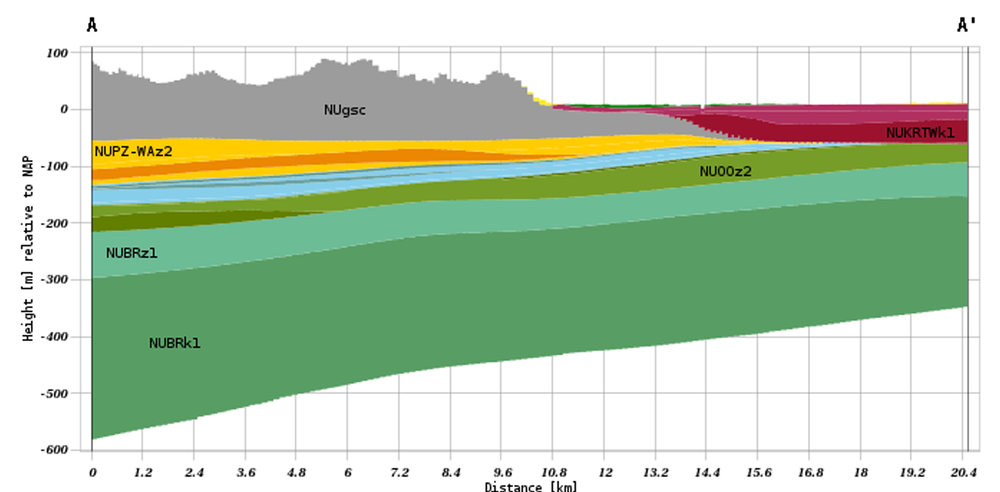 A A'
100
0
-100
-200
-300
-400
-500
-600
Height [m] relative to NAP
NUgsc
NUPZ-WAz2
NUKRTWk1
NUOOz2
NUBRz1
NUBRk1
0 1.2 2.4 3.6 4.8 6 7.2 8.4 9.6 10.8 12 13.2 14.4 15.6 16.8 18 19.2 20.4
Distance [km]